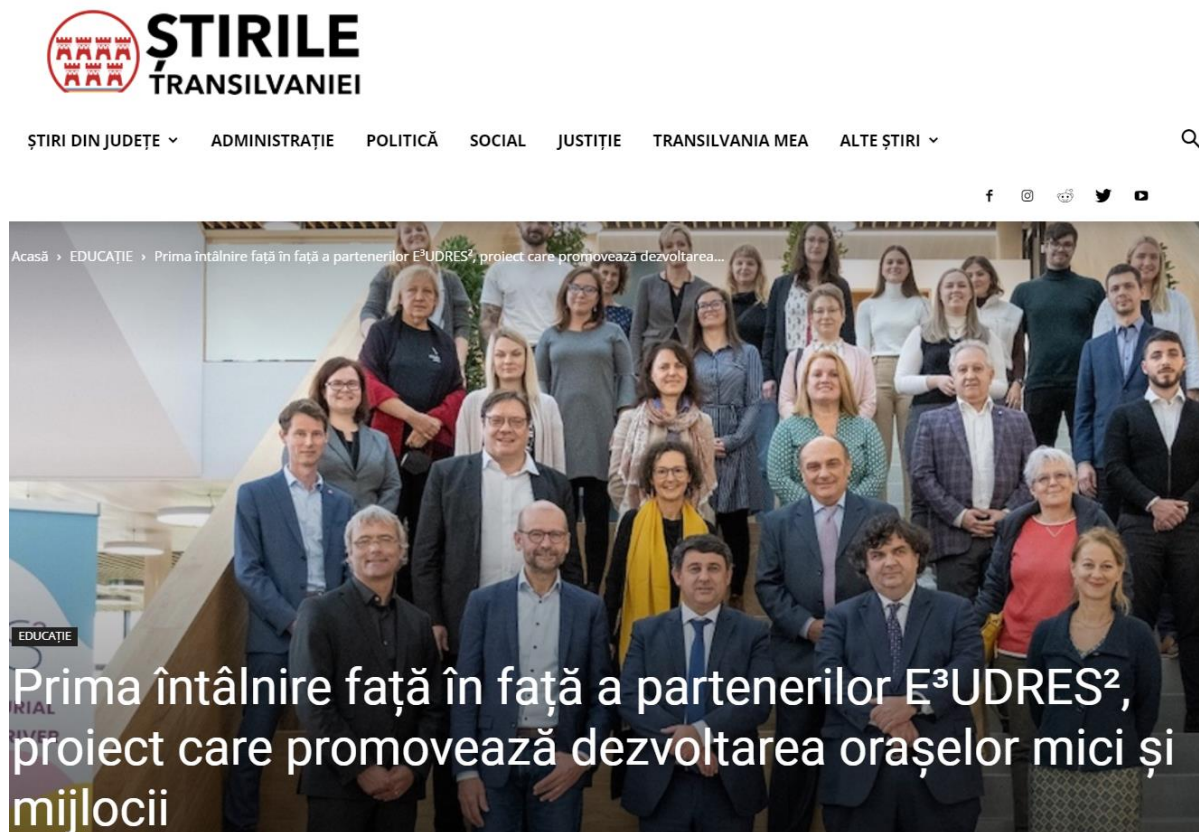 ȘTIRILE
TRANSILVANIEI
ȘTIRI DIN JUDEȚE
ADMINISTRAȚIE
POLITICĂ
SOCIAL
JUSTIȚIE
TRANSILVANIA MEA
ALTE ȘTIRI
Acasă › EDUCAȚIE › Prima întâlnire față în față a partenerilor E³UDRES², proiect care promovează dezvoltarea...
EDUCAȚIE
Prima întâlnire față în față a partenerilor E³UDRES²,
proiect care promovează dezvoltarea orașelor mici și
mijlocii